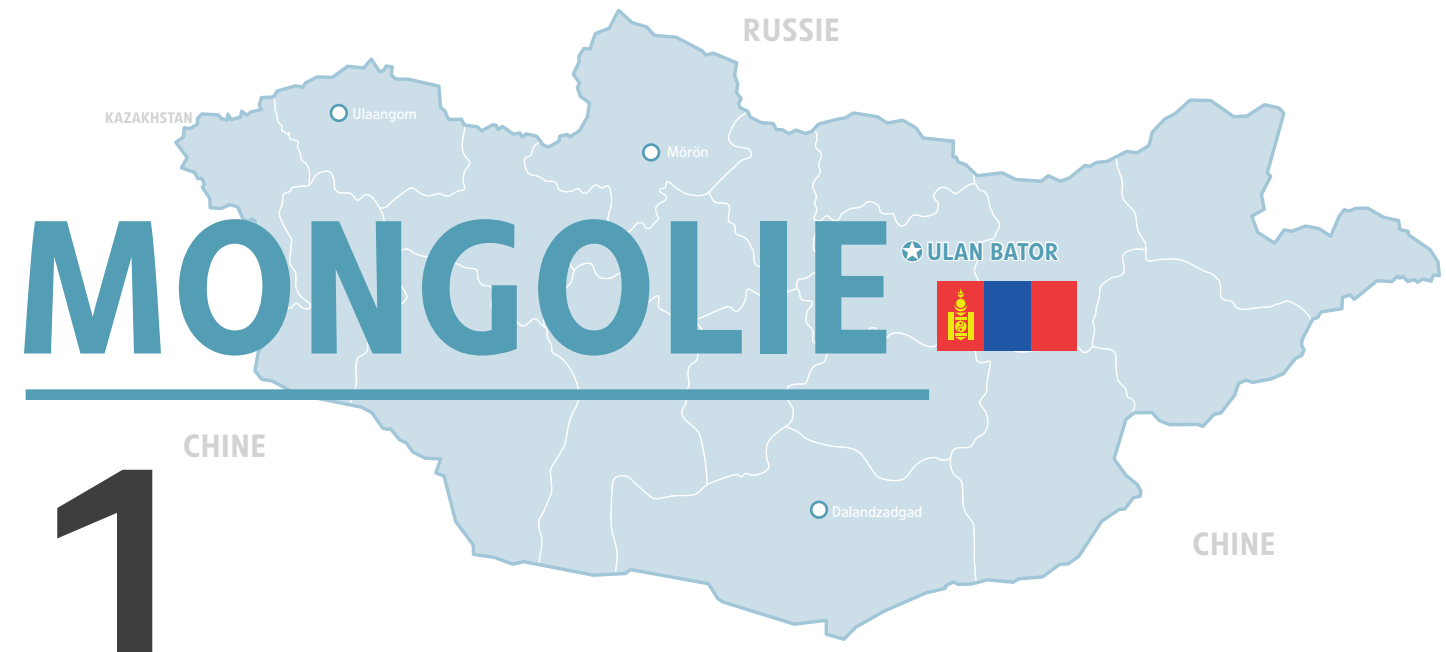 RUSSIE
KAZAKHSTAN
Ulaangom
Mörön
MONGOLIE
ULAN BATOR
CHINE
1
Dalandzadgad
CHINE